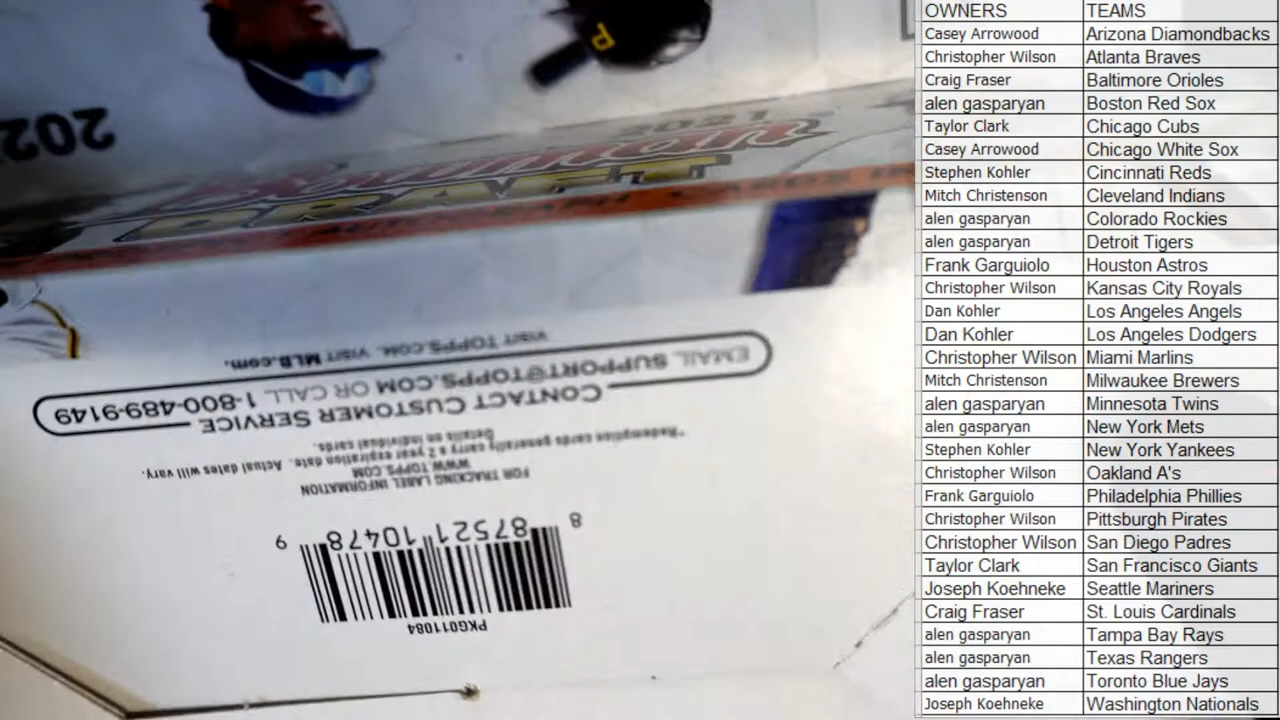 2021
2021
Bowman
DRAFT
VISIT TOPPS.COM. VISIT MLB.com.
EMAIL SUPPORT@TOPPS.COM OR CALL 1-800-489-9149
CONTACT CUSTOMER SERVICE
*Redemption cards generally carry a 2 year expiration date. Actual dates will vary.
Details on individual cards.
WWW.TOPPS.COM
FOR TRACKING LABEL INFORMATION
8 87521 10478 9
PKG011084
OWNERS TEAMS
Casey Arrowood Arizona Diamondbacks
Christopher Wilson Atlanta Braves
Craig Fraser Baltimore Orioles
alen gasparyan Boston Red Sox
Taylor Clark Chicago Cubs
Casey Arrowood Chicago White Sox
Stephen Kohler Cincinnati Reds
Mitch Christenson Cleveland Indians
alen gasparyan Colorado Rockies
alen gasparyan Detroit Tigers
Frank Garguiolo Houston Astros
Christopher Wilson Kansas City Royals
Dan Kohler Los Angeles Angels
Dan Kohler Los Angeles Dodgers
Christopher Wilson Miami Marlins
Mitch Christenson Milwaukee Brewers
alen gasparyan Minnesota Twins
alen gasparyan New York Mets
Stephen Kohler New York Yankees
Christopher Wilson Oakland A's
Frank Garguiolo Philadelphia Phillies
Christopher Wilson Pittsburgh Pirates
Christopher Wilson San Diego Padres
Taylor Clark San Francisco Giants
Joseph Koehneke Seattle Mariners
Craig Fraser St. Louis Cardinals
alen gasparyan Tampa Bay Rays
alen gasparyan Texas Rangers
alen gasparyan Toronto Blue Jays
Joseph Koehneke Washington Nationals